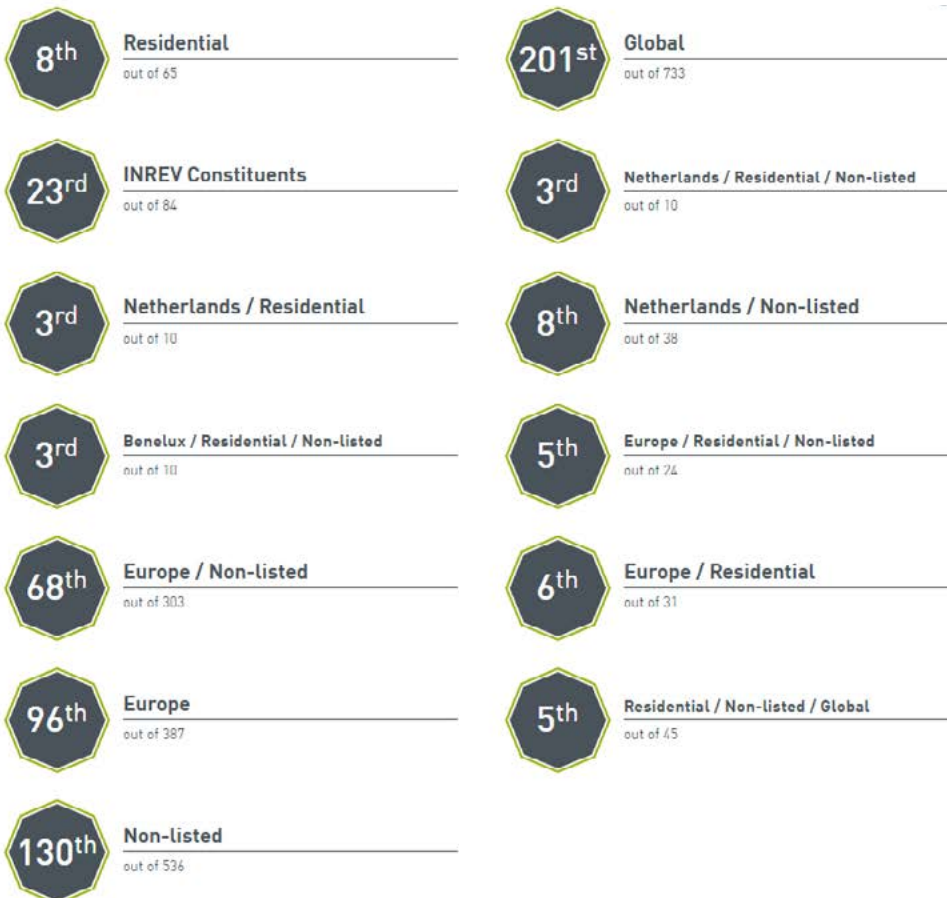 8th
Residential
out of 65
201st
Global
out of 733
23rd
INREV Constituents
out of 84
3rd
Netherlands / Residential / Non-listed
out of 10
3rd
Netherlands / Residential
out of 10
8th
Netherlands / Non-listed
out of 38
3rd
Benelux / Residential / Non-listed
out of 10
5th
Europe / Residential / Non-listed
out of 24
68th
Europe / Non-listed
out of 303
6th
Europe / Residential
out of 31
96th
Europe
out of 387
5th
Residential / Non-listed / Global
out of 45
130th
Non-listed
out of 536